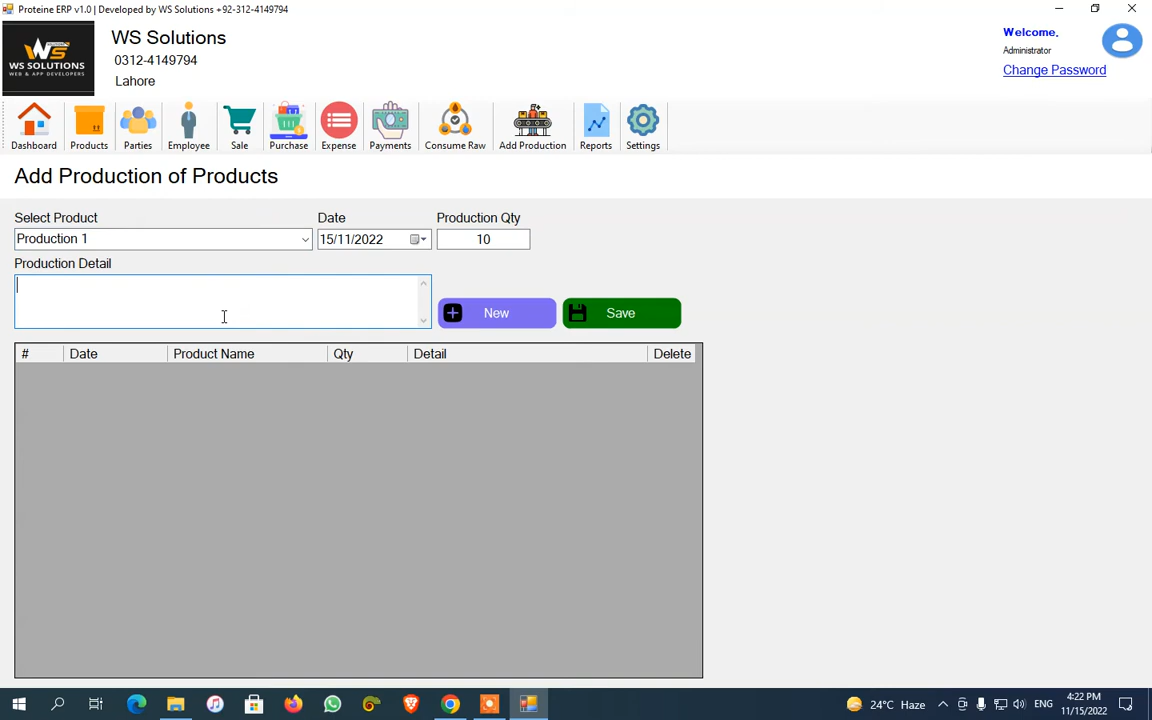 Proteine ERP v1.0 | Developed by WS Solutions +92-312-4149794
WS
WS SOLUTIONS
WEB & APP DEVELOPERS
WS Solutions
0312-4149794
Lahore
Welcome,
Administrator
Change Password
Dashboard Products Parties Employee Sale Purchase Expense Payments Consume Raw Add Production Reports Settings
Add Production of Products
Select Product Date Production Qty
Production 1 15/11/2022 10
Production Detail
New Save
# Date Product Name Qty Detail Delete
24°C Haze ENG 4:22 PM
11/15/2022